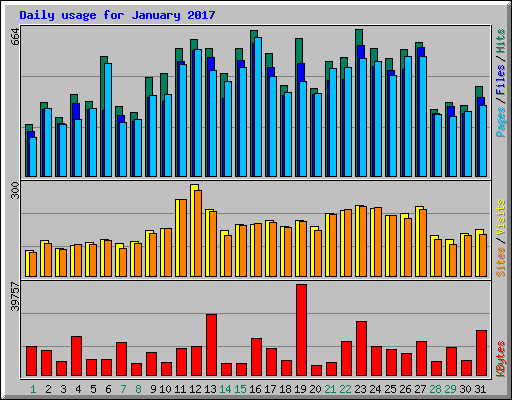 Daily usage for January 2017
664
Pages / Files / Hits
300
Sites / Visits
39757
KBytes
1 2 3 4 5 6 7 8 9 10 11 12 13 14 15 16 17 18 19 20 21 22 23 24 25 26 27 28 29 30 31